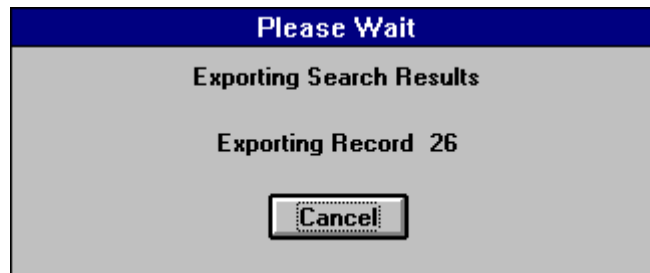 Please Wait
Exporting Search Results
Exporting Record 26
Cancel